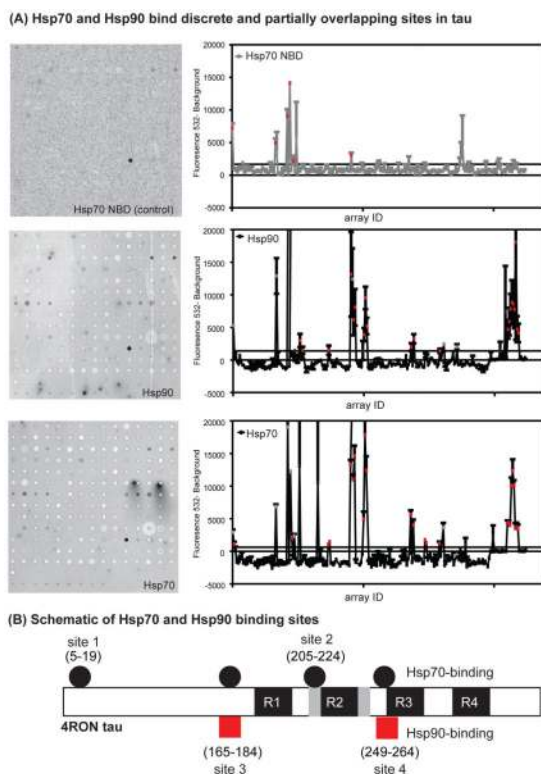 (A) Hsp70 and Hsp90 bind discrete and partially overlapping sites in tau
Hsp70 NBD (control)
Fluoresence 532- Background
20000
15000
10000
5000
0
-5000
Hsp70 NBD
array ID
Hsp90
Fluoresence 532- Background
20000
15000
10000
5000
0
-5000
Hsp90
array ID
Hsp70
Fluoresence 532- Background
20000
15000
10000
5000
0
-5000
Hsp70
array ID
(B) Schematic of Hsp70 and Hsp90 binding sites
site 1
(5-19)
site 2
(205-224)
Hsp70-binding
R1
R2
R3
R4
4RON tau
Hsp90-binding
(165-184)
site 3
(249-264)
site 4